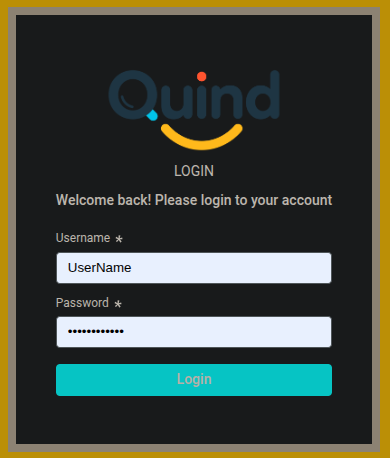 Quind
LOGIN
Welcome back! Please login to your account
Username *
UserName
Password *
••••••••••••
Login